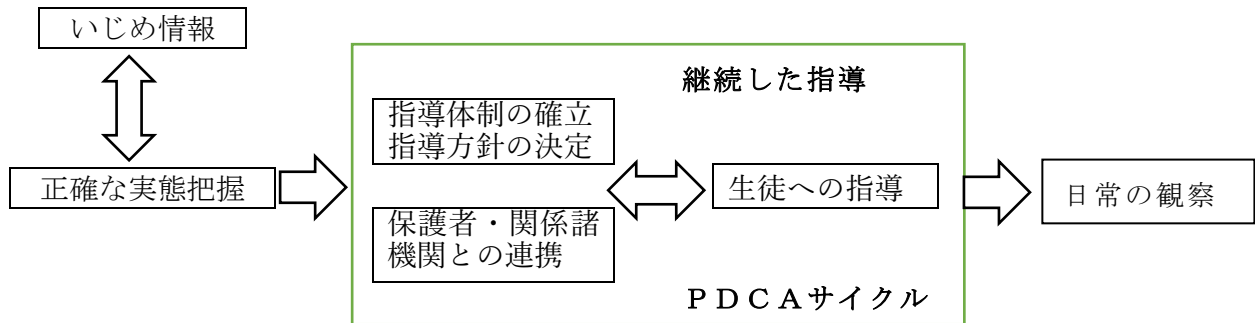 いじめ情報
正確な実態把握
継続した指導
指導体制の確立
指導方針の決定
保護者・関係諸
機関との連携
生徒への指導
ＰＤＣＡサイクル
日常の観察